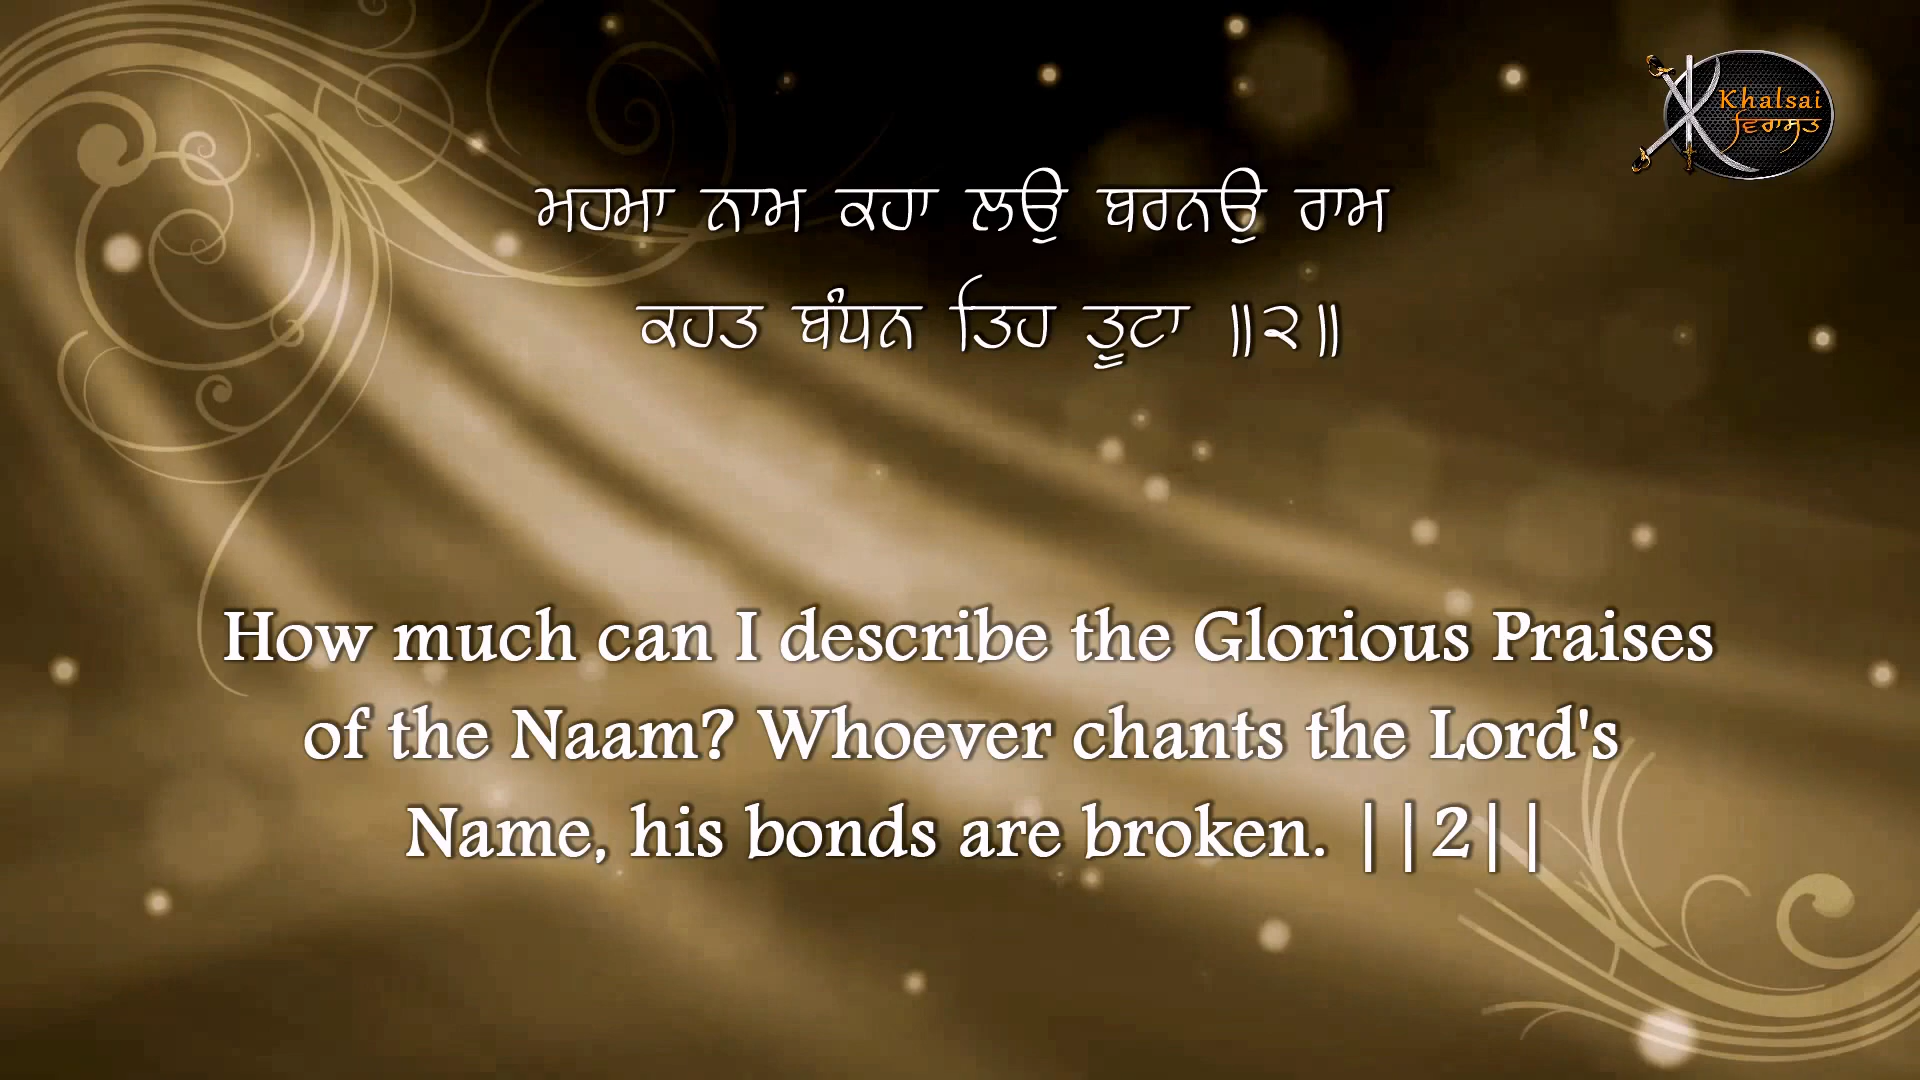 Khalsai
ਵਿਰਾਸਤ
ਮਹਮਾ ਨਾਮ ਕਹਾ ਲਉ ਬਰਨਉ ਰਾਮ
ਕਹਤ ਬੰਧਨ ਤਿਹ ਤੂਟਾ ॥੨॥
How much can I describe the Glorious Praises
of the Naam? Whoever chants the Lord's
Name, his bonds are broken. ||2||